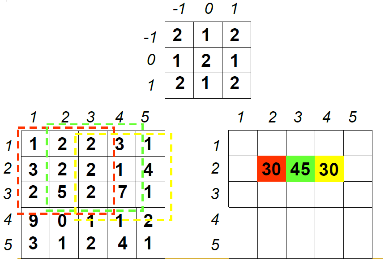 -1 0 1
-1 2 1 2
0 1 2 1
1 2 1 2
1 2 3 4 5
1 1 2 2 3 1
2 3 2 2 1 4
3 2 5 2 7 1
4 9 0 1 1 2
5 3 1 2 4 1
1 2 3 4 5
1
2 30 45 30
3
4
5